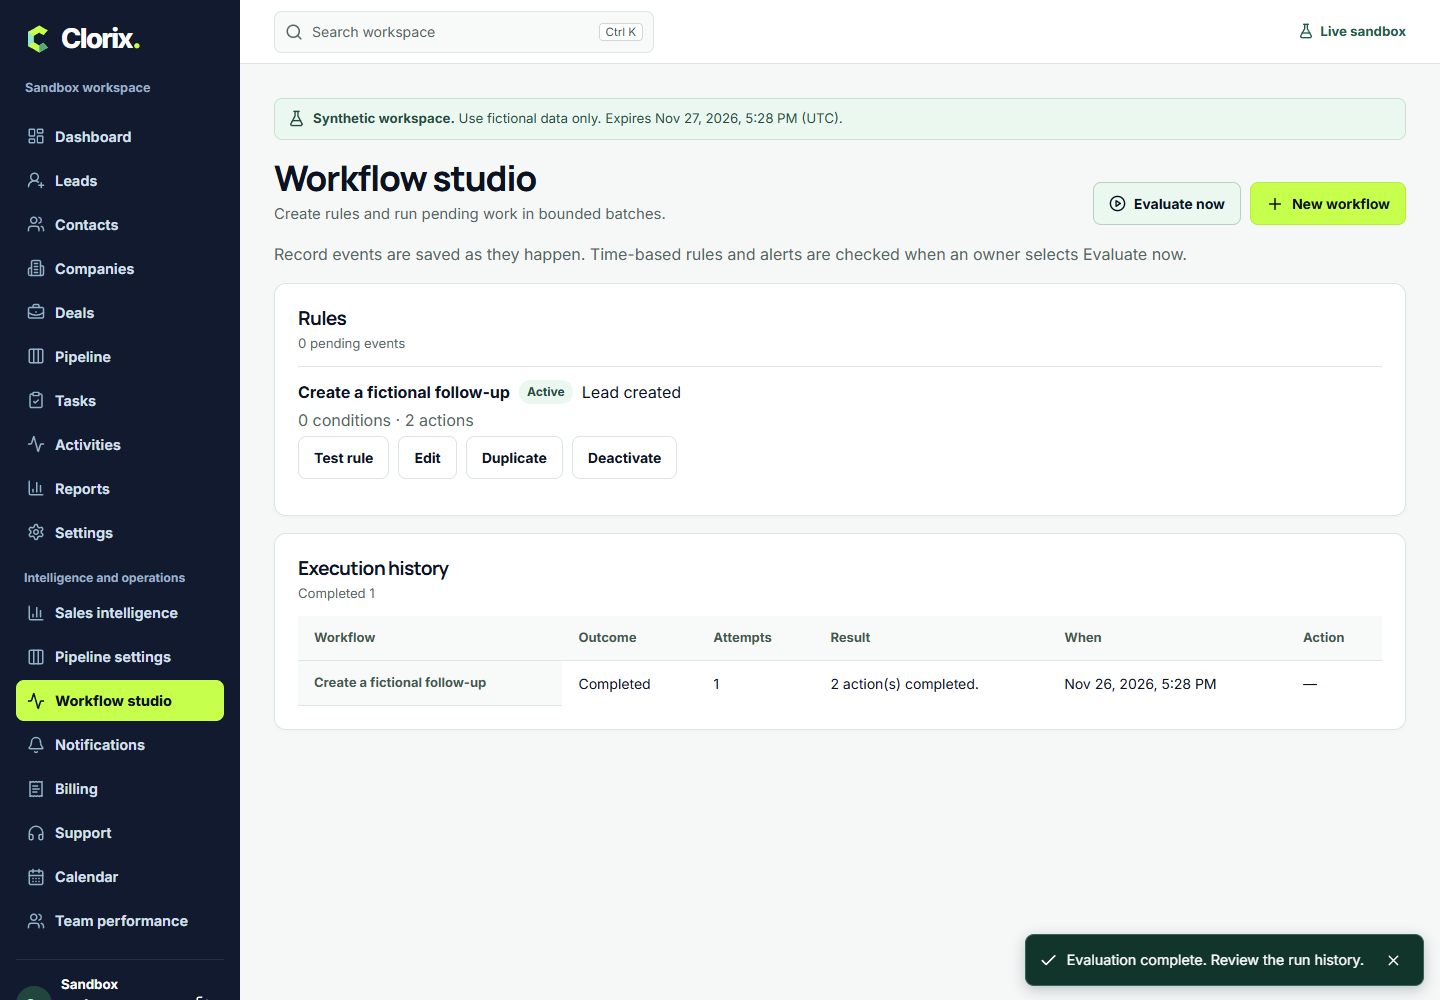 Clorix.
Sandbox workspace
Dashboard
Leads
Contacts
Companies
Deals
Pipeline
Tasks
Activities
Reports
Settings
Intelligence and operations
Sales intelligence
Pipeline settings
Workflow studio
Notifications
Billing
Support
Calendar
Team performance
Sandbox
Search workspace
Ctrl K
Live sandbox
Synthetic workspace. Use fictional data only. Expires Nov 27, 2026, 5:28 PM (UTC).
Workflow studio
Create rules and run pending work in bounded batches.
Evaluate now
New workflow
Record events are saved as they happen. Time-based rules and alerts are checked when an owner selects Evaluate now.
Rules
0 pending events
Create a fictional follow-up Active Lead created
0 conditions · 2 actions
Test rule Edit Duplicate Deactivate
Execution history
Completed 1
Workflow Outcome Attempts Result When Action
Create a fictional follow-up Completed 1 2 action(s) completed. Nov 26, 2026, 5:28 PM —
Evaluation complete. Review the run history.